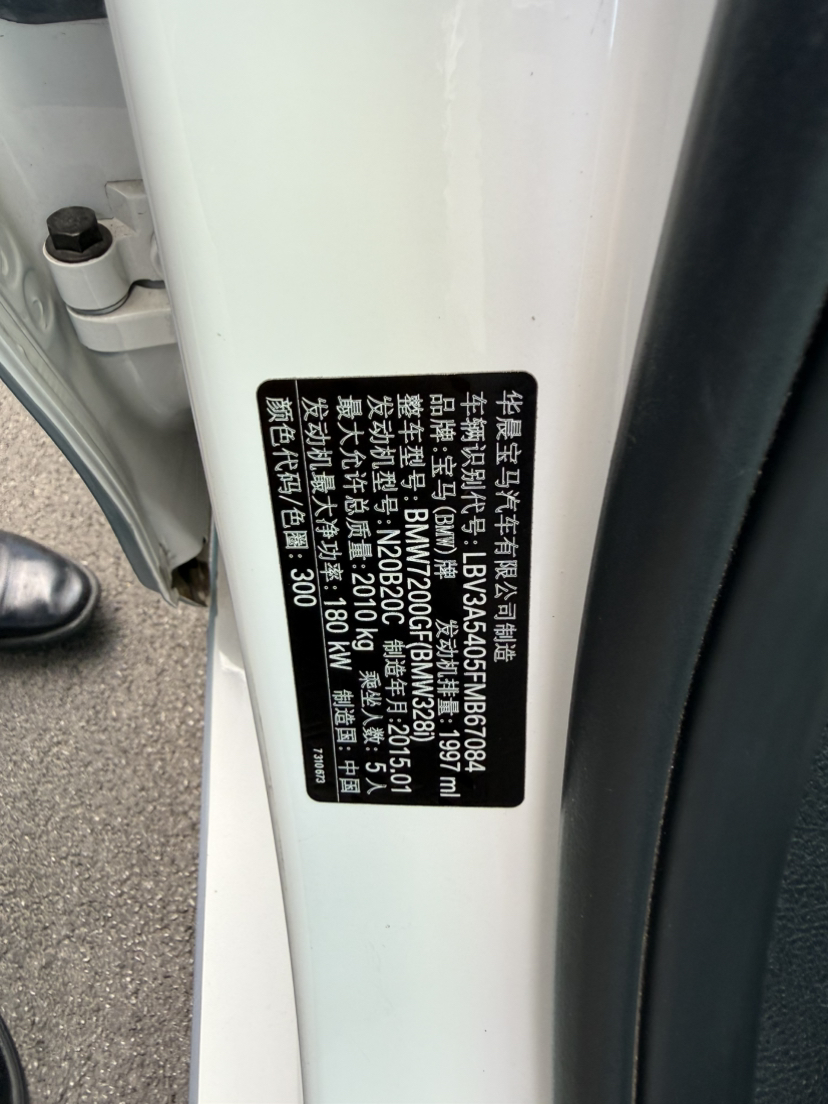 华晨宝马汽车有限公司制造
车辆识别代号:LBV3A5405FMB67084
品牌:宝马(BMW)牌 发动机排量:1997 ml
整车型号:BMW7200GF(BMW328i)
发动机型号:N20B20C 制造年月:2015.01
最大允许总质量:2010 kg 乘坐人数:5人
发动机最大净功率:180 kW 制造国:中国
颜色代码/色圈:300 7310673